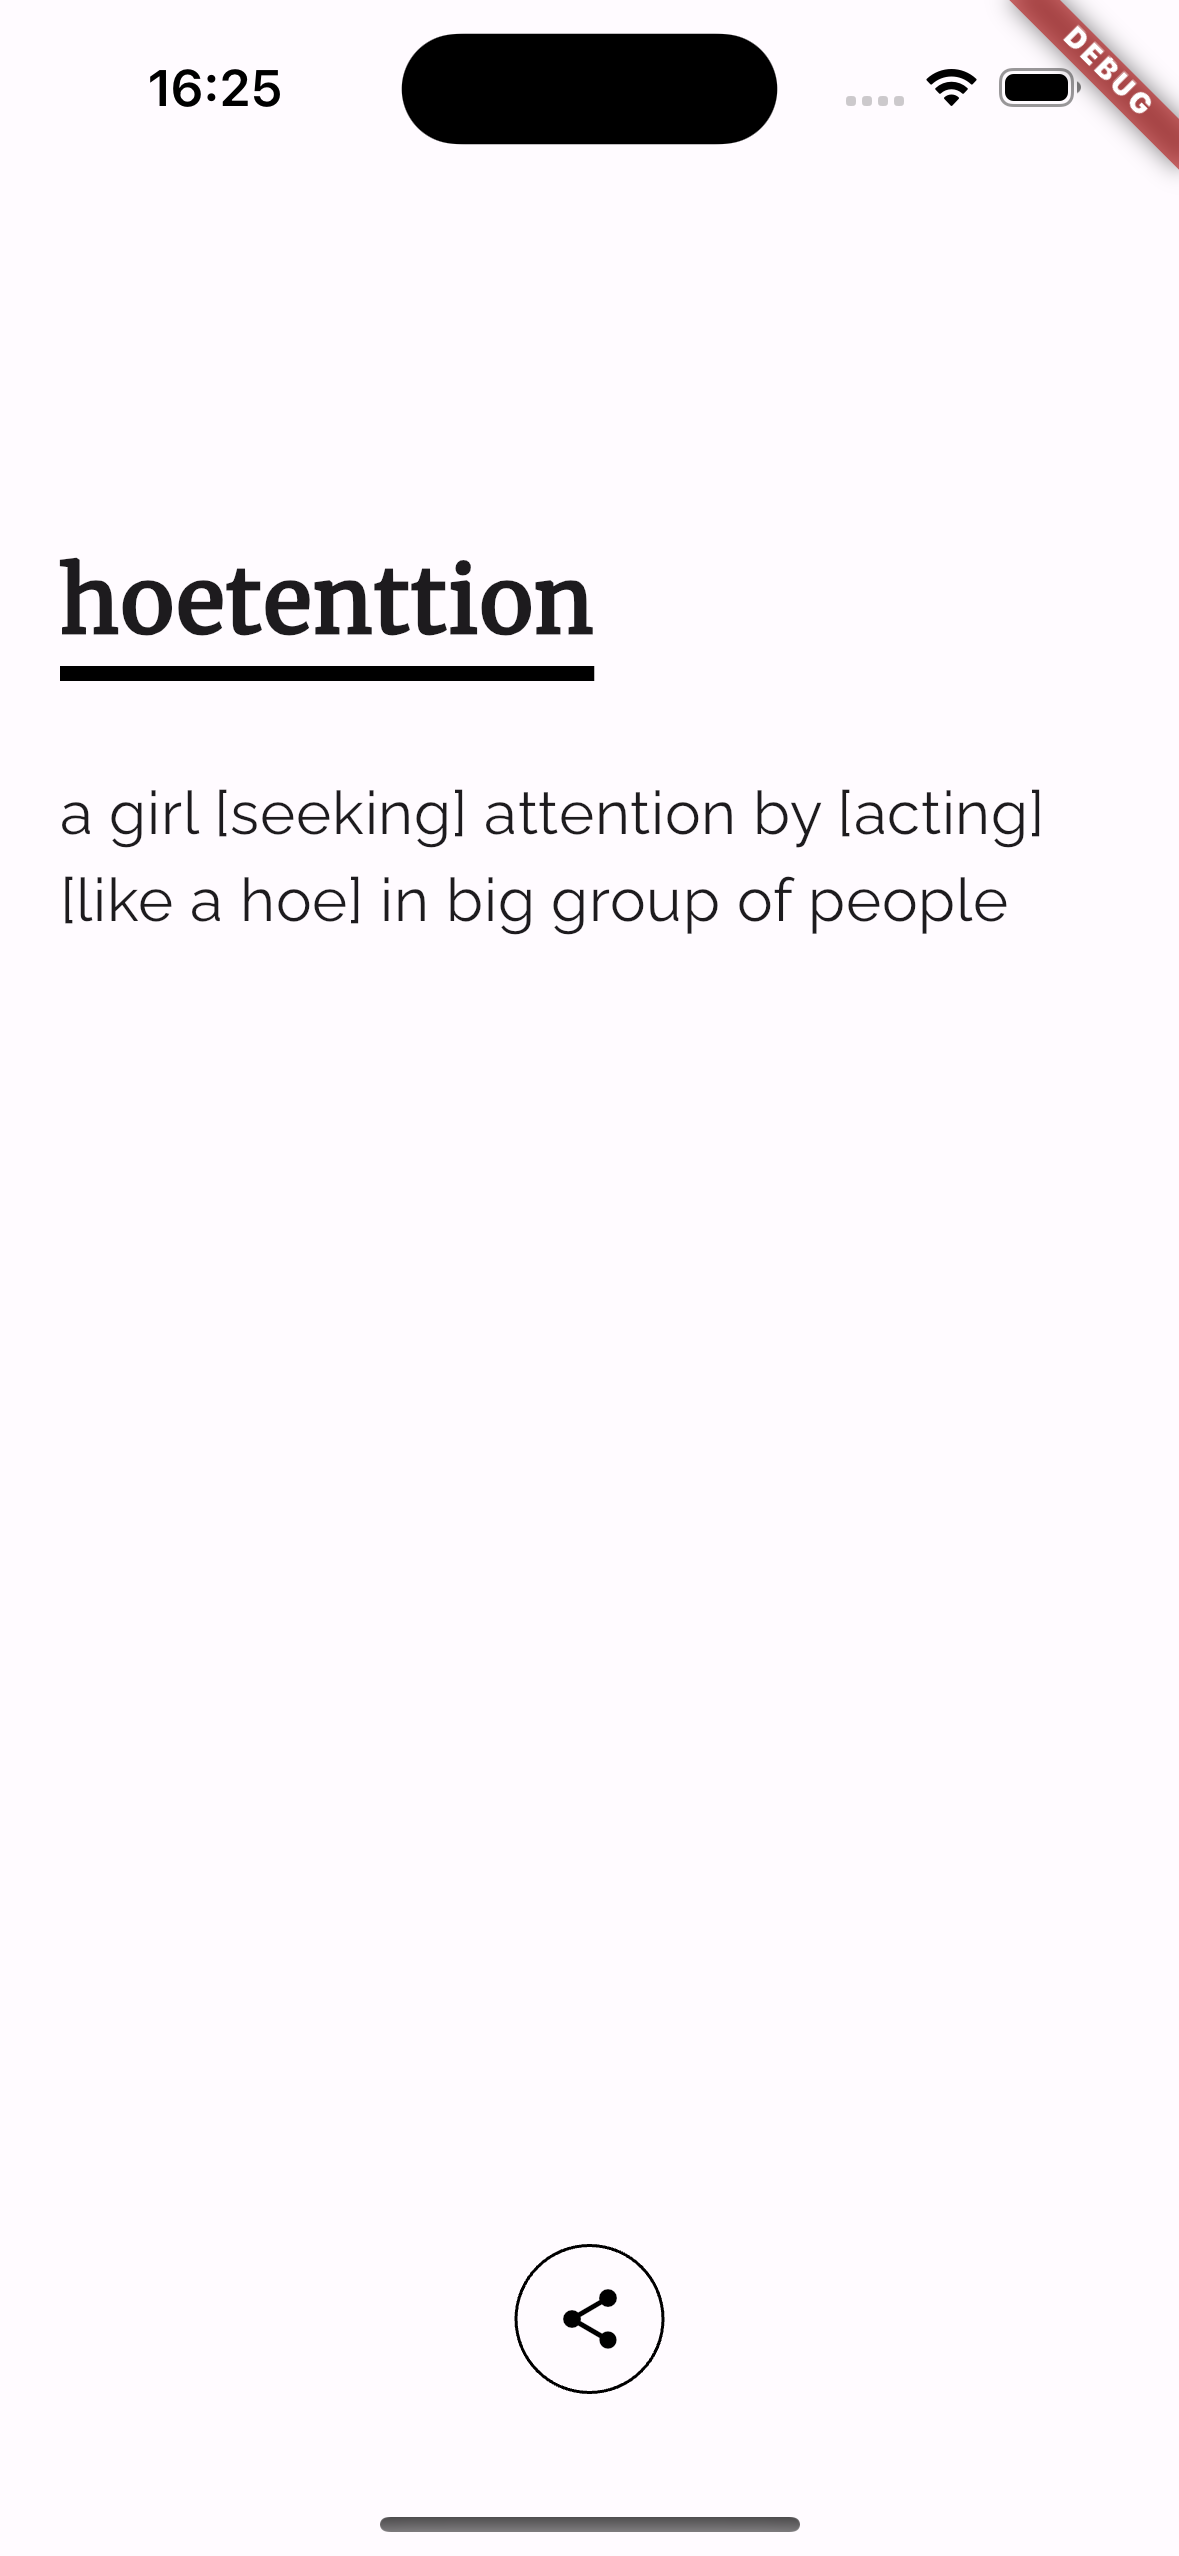 16:25
DEBUG
hoetenttion
a girl [seeking] attention by [acting]
[like a hoe] in big group of people